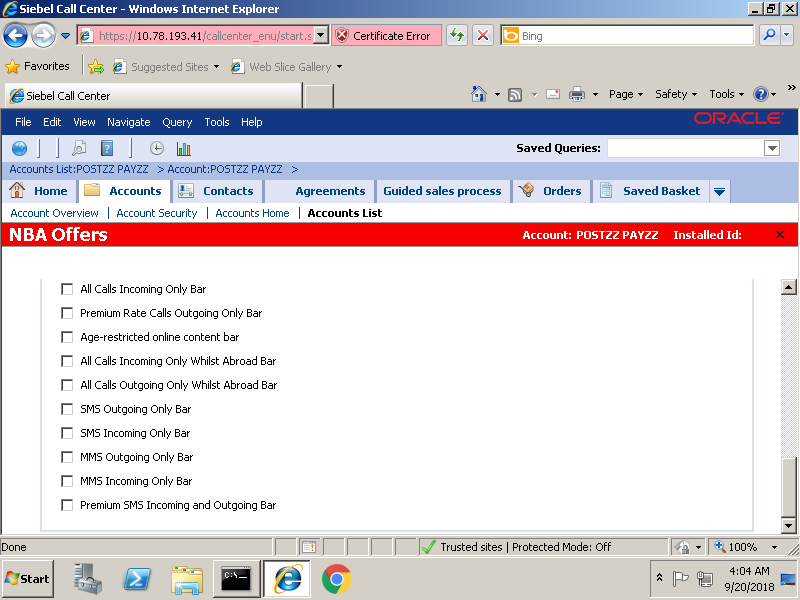 Siebel Call Center - Windows Internet Explorer
https://10.78.193.41/callcenter_enu/start.s
Certificate Error
Bing
Favorites
Suggested Sites
Web Slice Gallery
Siebel Call Center
Page
Safety
Tools
»
File Edit View Navigate Query Tools Help
ORACLE
Saved Queries:
Accounts List:POSTZZ PAYZZ > Account:POSTZZ PAYZZ >
Home Accounts Contacts Agreements Guided sales process Orders Saved Basket
Account Overview | Account Security | Accounts Home | Accounts List
NBA Offers
Account: POSTZZ PAYZZ Installed Id:
All Calls Incoming Only Bar
Premium Rate Calls Outgoing Only Bar
Age-restricted online content bar
All Calls Incoming Only Whilst Abroad Bar
All Calls Outgoing Only Whilst Abroad Bar
SMS Outgoing Only Bar
SMS Incoming Only Bar
MMS Outgoing Only Bar
MMS Incoming Only Bar
Premium SMS Incoming and Outgoing Bar
Done
Trusted sites | Protected Mode: Off
100%
Start
4:04 AM
9/20/2018